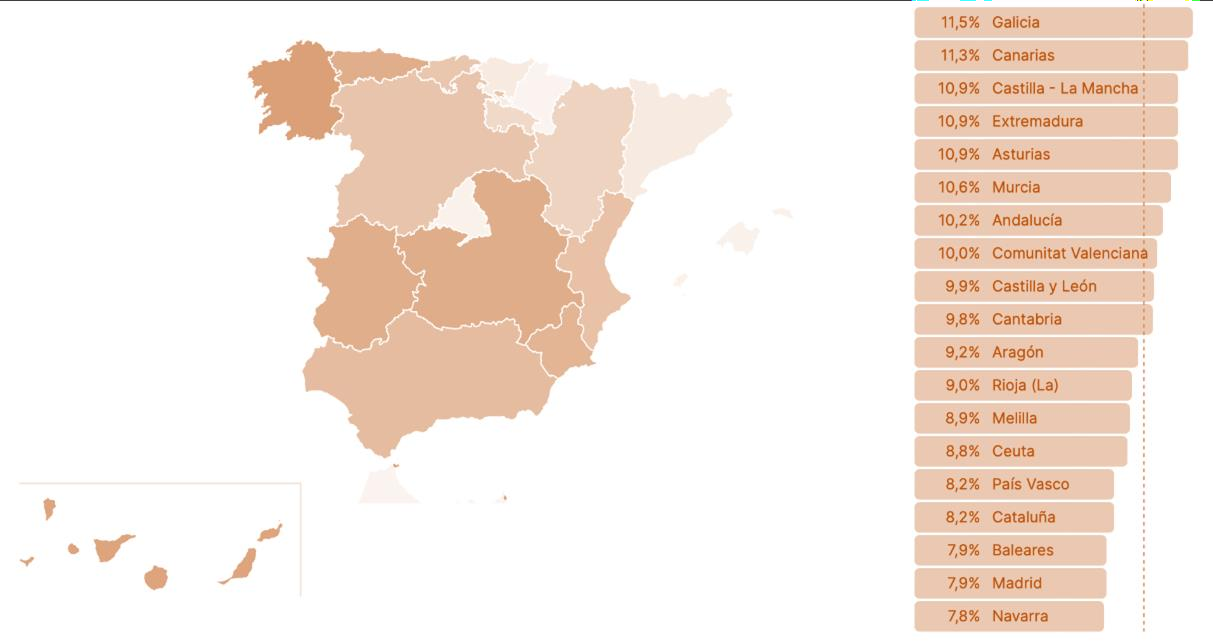 11,5% Galicia
11,3% Canarias
10,9% Castilla - La Mancha
10,9% Extremadura
10,9% Asturias
10,6% Murcia
10,2% Andalucía
10,0% Comunitat Valenciana
9,9% Castilla y León
9,8% Cantabria
9,2% Aragón
9,0% Rioja (La)
8,9% Melilla
8,8% Ceuta
8,2% País Vasco
8,2% Cataluña
7,9% Baleares
7,9% Madrid
7,8% Navarra